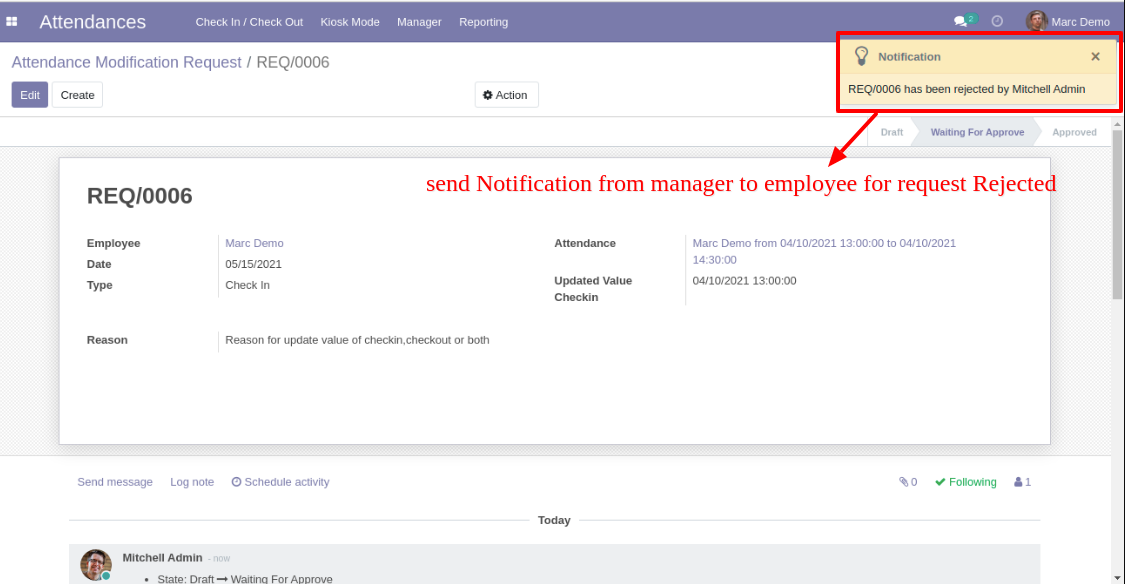 Attendances Check In / Check Out Kiosk Mode Manager Reporting 2 Marc Demo
Attendance Modification Request / REQ/0006
Notification ×
REQ/0006 has been rejected by Mitchell Admin
Edit Create Action
Draft Waiting For Approve Approved
send Notification from manager to employee for request Rejected
REQ/0006
Employee Marc Demo
Date 05/15/2021
Type Check In
Attendance Marc Demo from 04/10/2021 13:00:00 to 04/10/2021
14:30:00
Updated Value 04/10/2021 13:00:00
Checkin
Reason Reason for update value of checkin,checkout or both
Send message Log note Schedule activity 0 Following 1
Today
Mitchell Admin - now
• State: Draft → Waiting For Approve